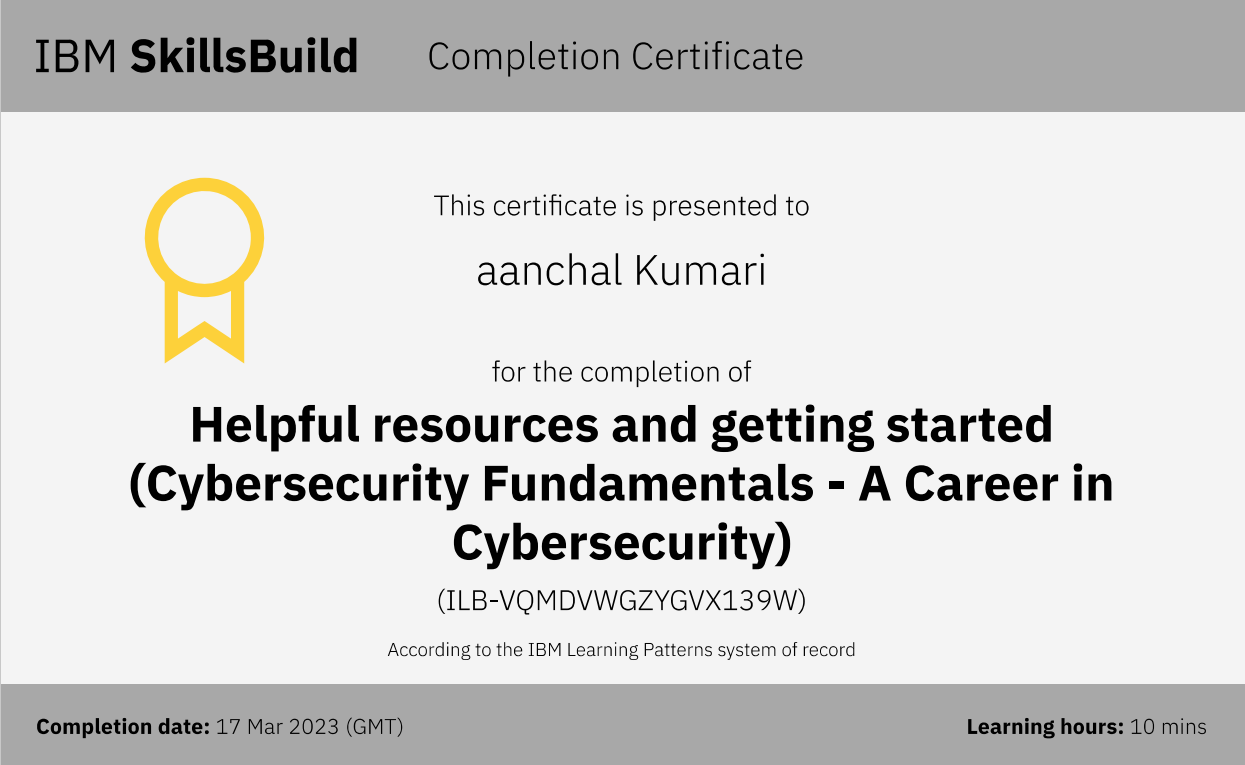 IBM SkillsBuild Completion Certificate
This certificate is presented to
aanchal Kumari
for the completion of
Helpful resources and getting started
(Cybersecurity Fundamentals - A Career in
Cybersecurity)
(ILB-VQMDVWGZYGVX139W)
According to the IBM Learning Patterns system of record
Completion date: 17 Mar 2023 (GMT)
Learning hours: 10 mins